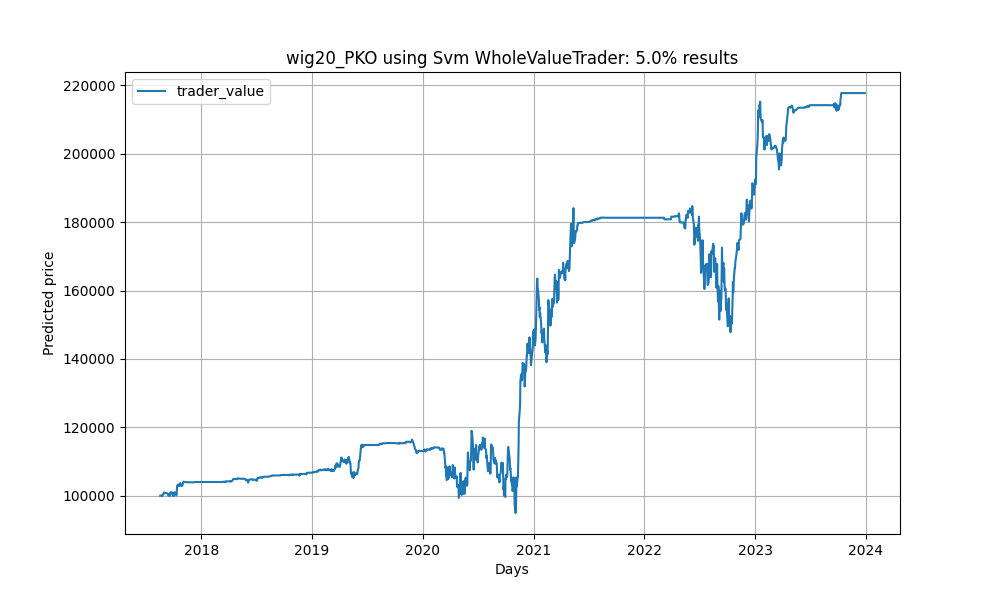 wig20_PKO using Svm WholeValueTrader: 5.0% results
trader_value
220000
200000
180000
160000
140000
120000
100000
Predicted price
2018 2019 2020 2021 2022 2023 2024
Days